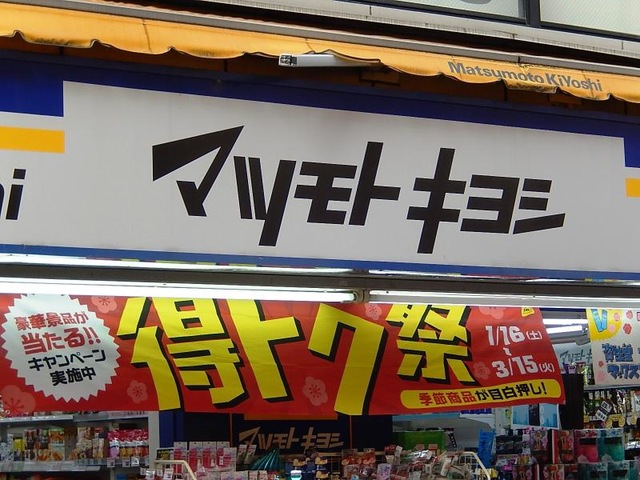 Matsumoto KiYoshi
マツモト キヨシ
豪華景品が
当たる!!
キャンペーン
実施中
得トク祭
1/16(土)
~
3/15(火)
季節商品が目白押し!
マツモト キヨシ